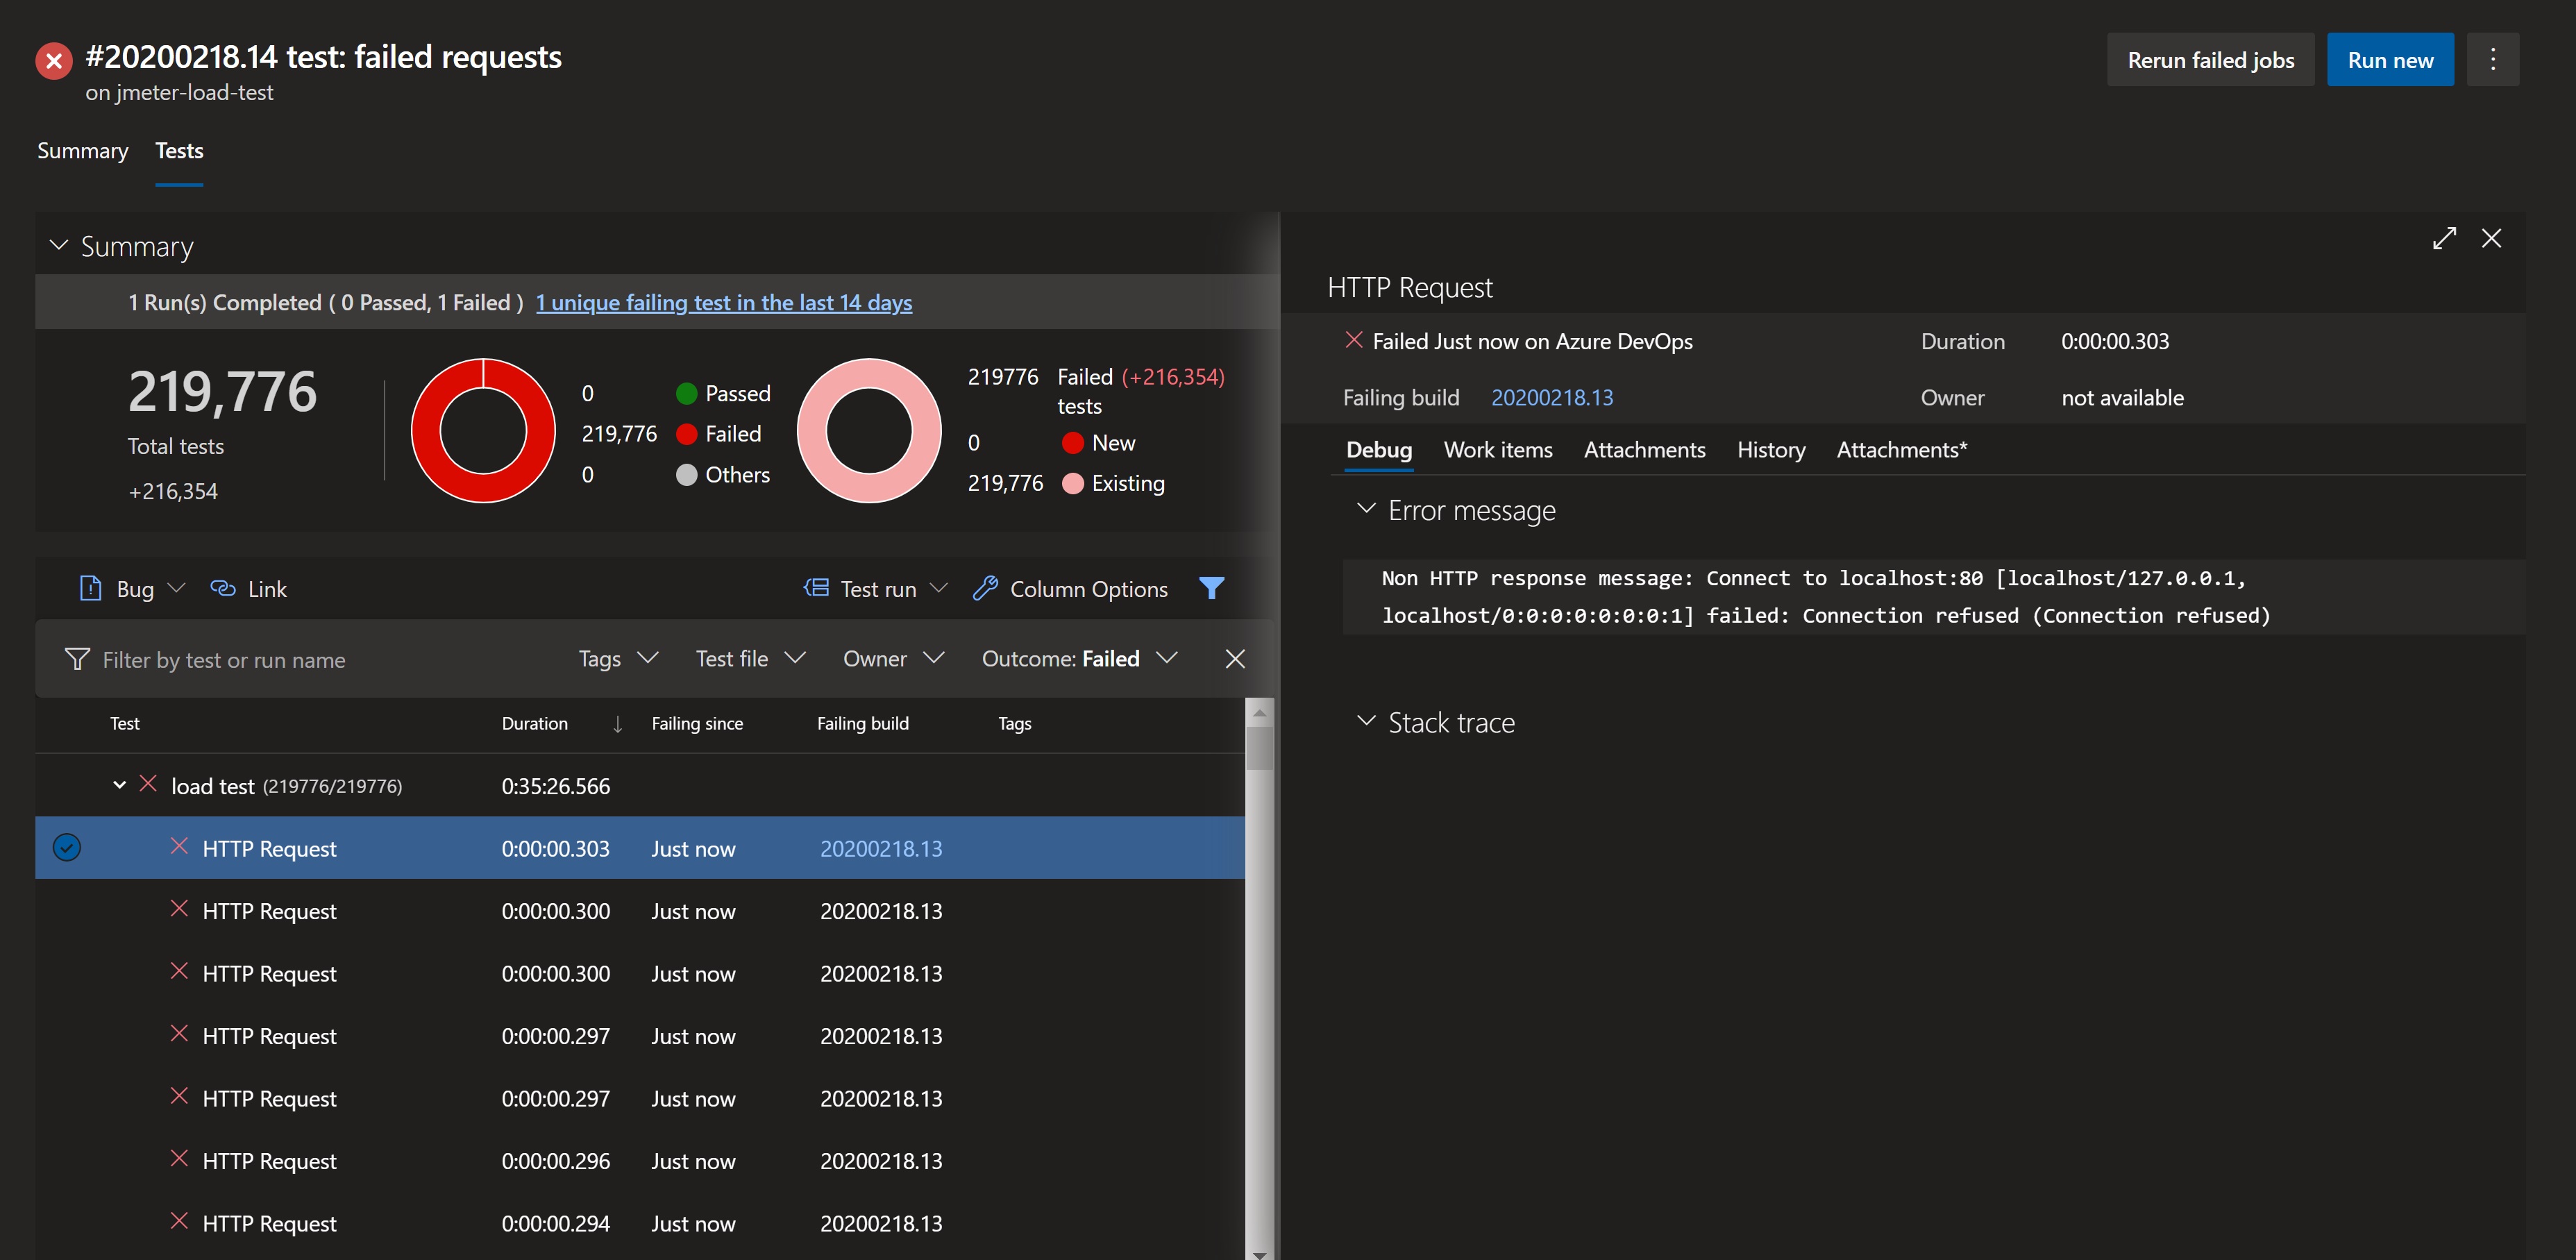 #20200218.14 test: failed requests
on jmeter-load-test
Rerun failed jobs
Run new
Summary
Tests
Summary
1 Run(s) Completed ( 0 Passed, 1 Failed ) 1 unique failing test in the last 14 days
219,776
Total tests
+216,354
0 Passed
219,776 Failed
0 Others
219776 Failed (+216,354)
tests
0 New
219,776 Existing
Bug
Link
Test run
Column Options
Filter by test or run name
Tags
Test file
Owner
Outcome: Failed
Test Duration Failing since Failing build Tags
load test (219776/219776) 0:35:26.566
HTTP Request 0:00:00.303 Just now 20200218.13
HTTP Request 0:00:00.300 Just now 20200218.13
HTTP Request 0:00:00.300 Just now 20200218.13
HTTP Request 0:00:00.297 Just now 20200218.13
HTTP Request 0:00:00.297 Just now 20200218.13
HTTP Request 0:00:00.296 Just now 20200218.13
HTTP Request 0:00:00.294 Just now 20200218.13
HTTP Request
Failed Just now on Azure DevOps
Duration 0:00:00.303
Failing build 20200218.13
Owner not available
Debug Work items Attachments History Attachments*
Error message
Non HTTP response message: Connect to localhost:80 [localhost/127.0.0.1,
localhost/0:0:0:0:0:0:0:1] failed: Connection refused (Connection refused)
Stack trace